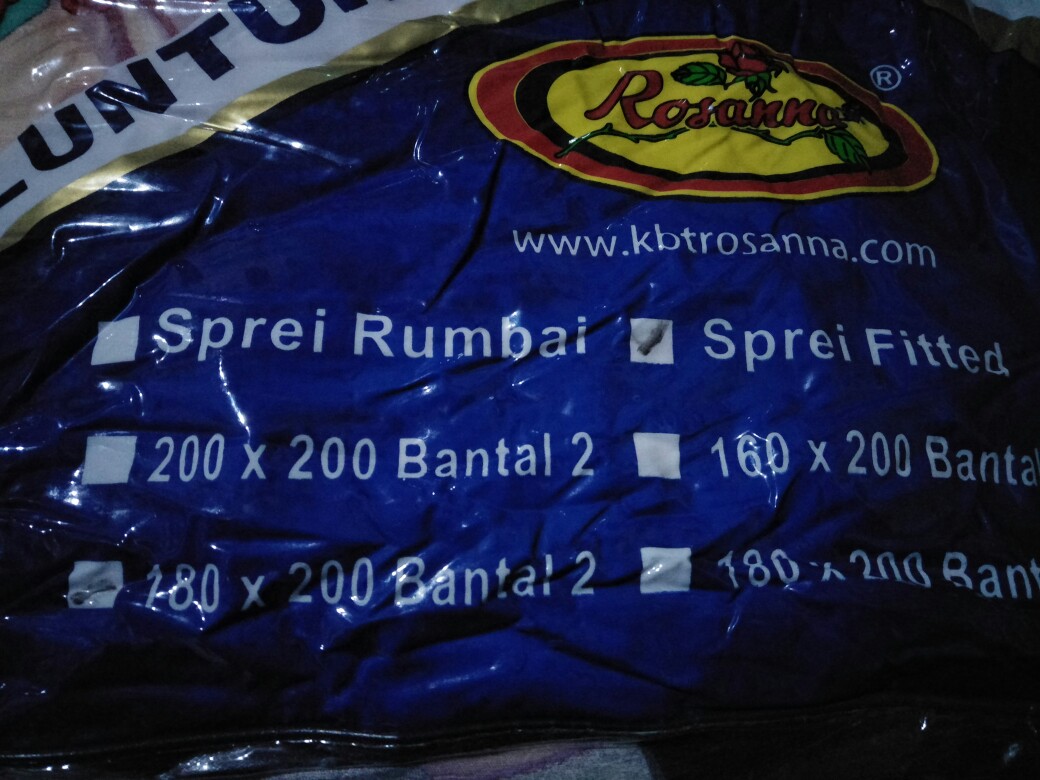 LUNTUR
Rosanna ®
www.kbtrosanna.com
Sprei Rumbai Sprei Fitted
200 x 200 Bantal 2 160 x 200 Bantal
180 x 200 Bantal 2 180 x 200 Bant